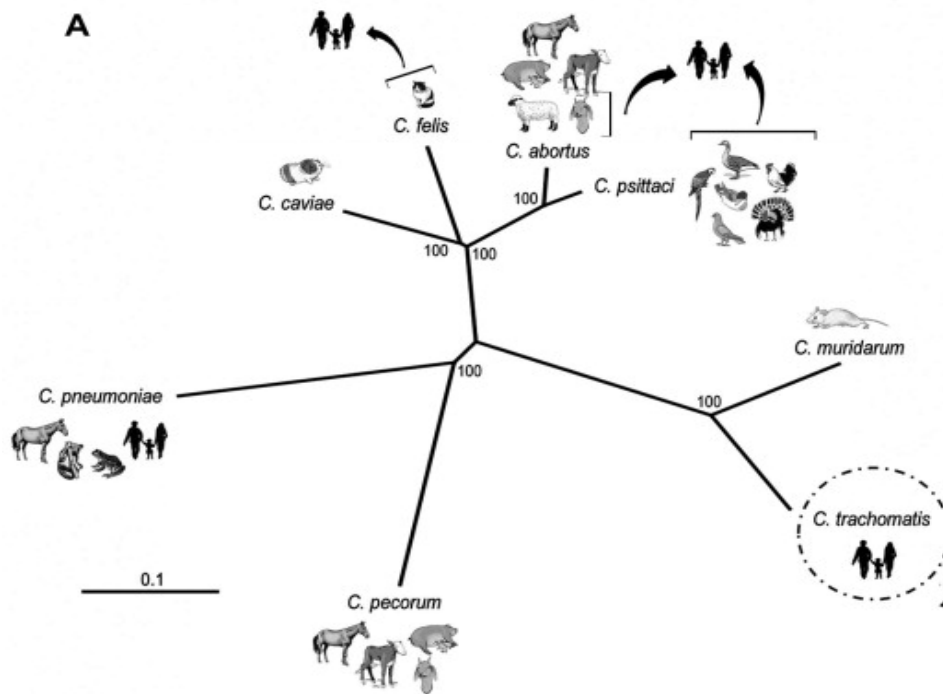 A
C. felis
C. abortus
C. psittaci
C. caviae
100
100
100
C. muridarum
100
C. pneumoniae
100
C. trachomatis
0.1
C. pecorum